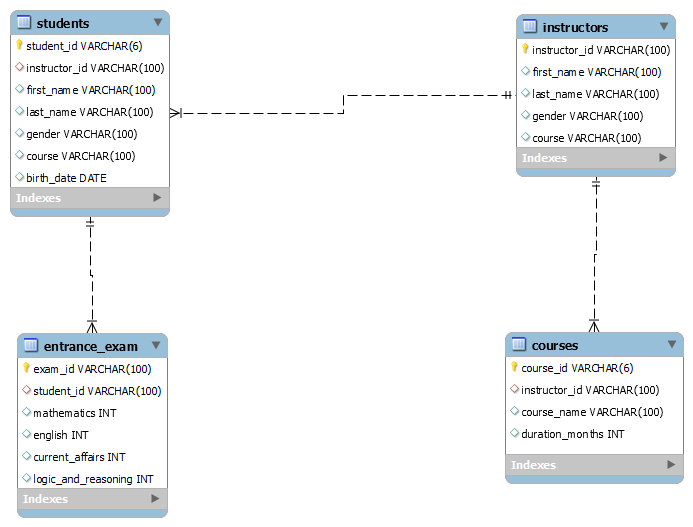 students
student_id VARCHAR(6)
instructor_id VARCHAR(100)
first_name VARCHAR(100)
last_name VARCHAR(100)
gender VARCHAR(100)
course VARCHAR(100)
birth_date DATE
Indexes
instructors
instructor_id VARCHAR(100)
first_name VARCHAR(100)
last_name VARCHAR(100)
gender VARCHAR(100)
course VARCHAR(100)
Indexes
entrance_exam
exam_id VARCHAR(100)
student_id VARCHAR(100)
mathematics INT
english INT
current_affairs INT
logic_and_reasoning INT
Indexes
courses
course_id VARCHAR(6)
instructor_id VARCHAR(100)
course_name VARCHAR(100)
duration_months INT
Indexes